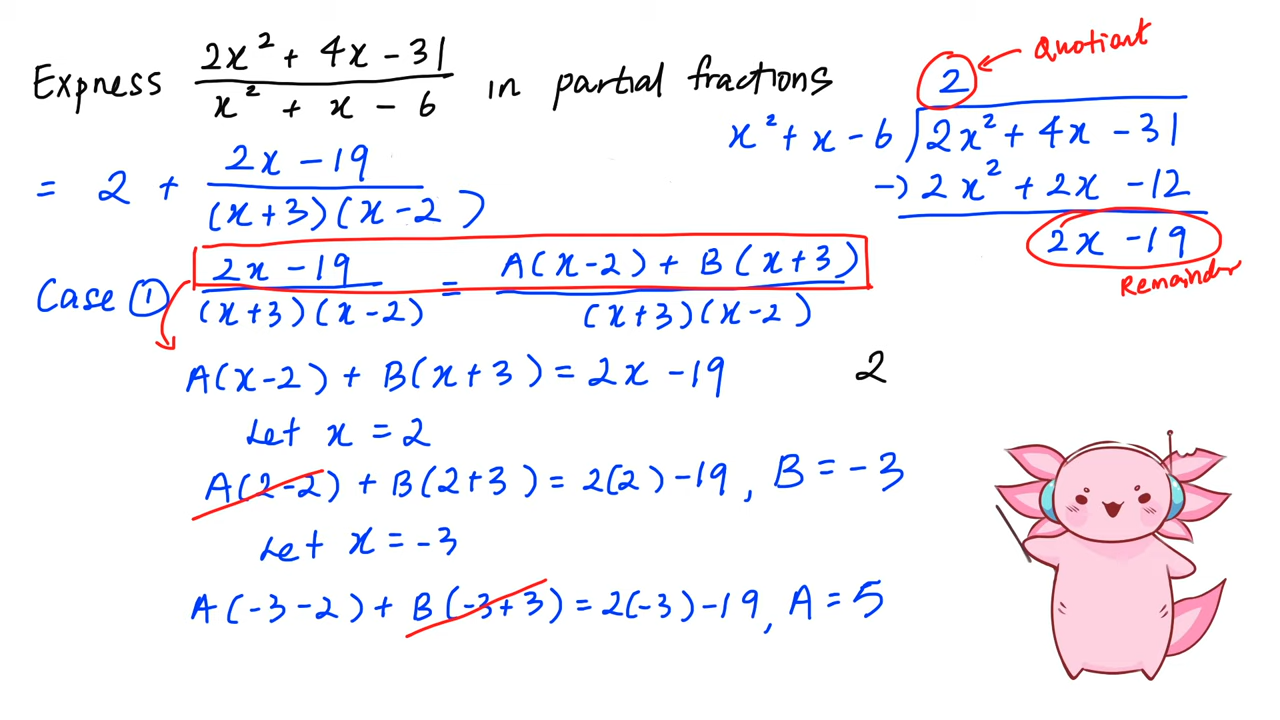 Express (2x² + 4x - 31)/(x² + x - 6) in partial fractions
= 2 + (2x - 19)/((x+3)(x-2))
Case ① (2x - 19)/((x+3)(x-2)) = (A(x-2) + B(x+3))/((x+3)(x-2))
A(x-2) + B(x+3) = 2x - 19
Let x = 2
A(2-2) + B(2+3) = 2(2) - 19, B = -3
Let x = -3
A(-3-2) + B(-3+3) = 2(-3) - 19, A = 5
2
Quotiant
2
x² + x - 6 ) 2x² + 4x - 31
-) 2x² + 2x - 12
2x - 19
Remainder